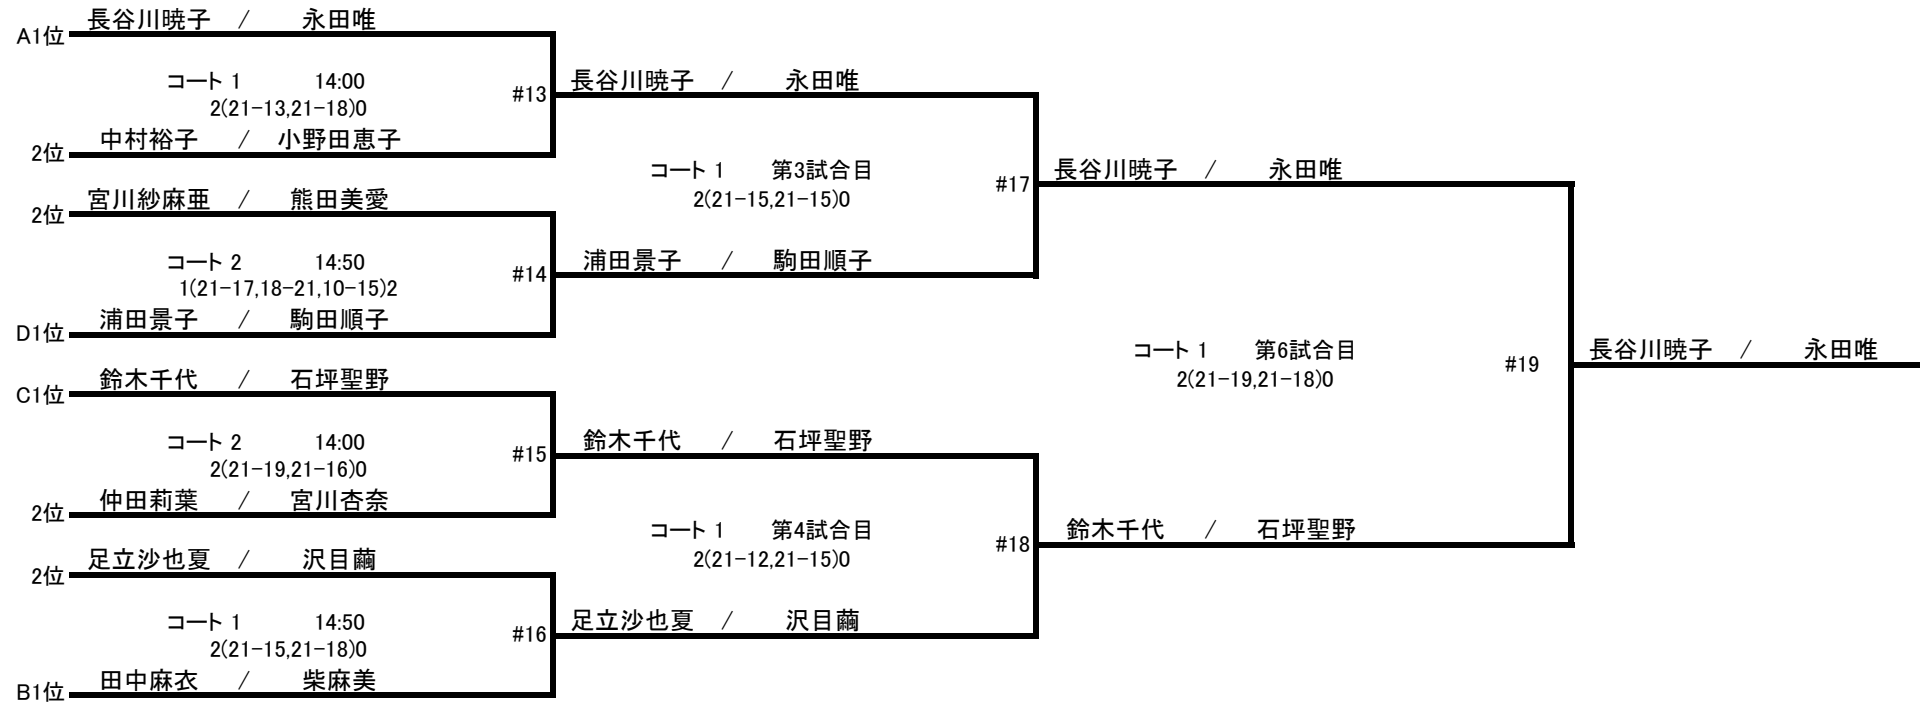 A1位 長谷川暁子 / 永田唯
コート 1 14:00
2(21-13,21-18)0
#13
2位 中村裕子 / 小野田恵子
2位 宮川紗麻亜 / 熊田美愛
コート 2 14:50
1(21-17,18-21,10-15)2
#14
D1位 浦田景子 / 駒田順子
C1位 鈴木千代 / 石坪聖野
コート 2 14:00
2(21-19,21-16)0
#15
2位 仲田莉葉 / 宮川杏奈
2位 足立沙也夏 / 沢目繭
コート 1 14:50
2(21-15,21-18)0
#16
B1位 田中麻衣 / 柴麻美
長谷川暁子 / 永田唯
コート 1 第3試合目
2(21-15,21-15)0
#17
浦田景子 / 駒田順子
鈴木千代 / 石坪聖野
コート 1 第4試合目
2(21-12,21-15)0
#18
足立沙也夏 / 沢目繭
長谷川暁子 / 永田唯
コート 1 第6試合目
2(21-19,21-18)0
#19
鈴木千代 / 石坪聖野
長谷川暁子 / 永田唯